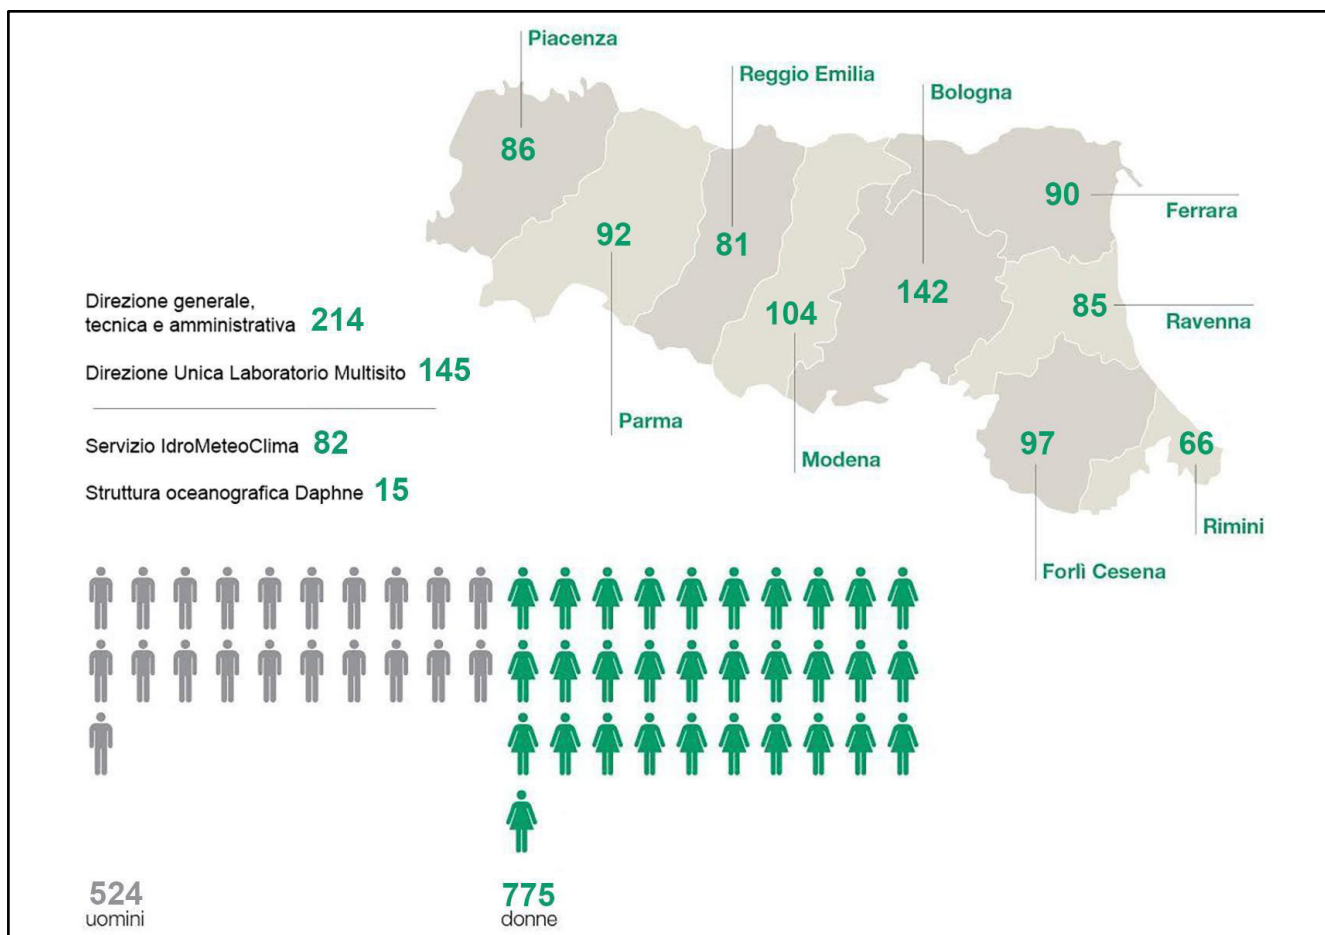 Piacenza
86
Reggio Emilia
81
Bologna
142
90
Ferrara
92
Parma
104
Modena
85
Ravenna
97
Forlì Cesena
66
Rimini
Direzione generale,
tecnica e amministrativa 214
Direzione Unica Laboratorio Multisito 145
Servizio IdroMeteoClima 82
Struttura oceanografica Daphne 15
524
uomini
775
donne